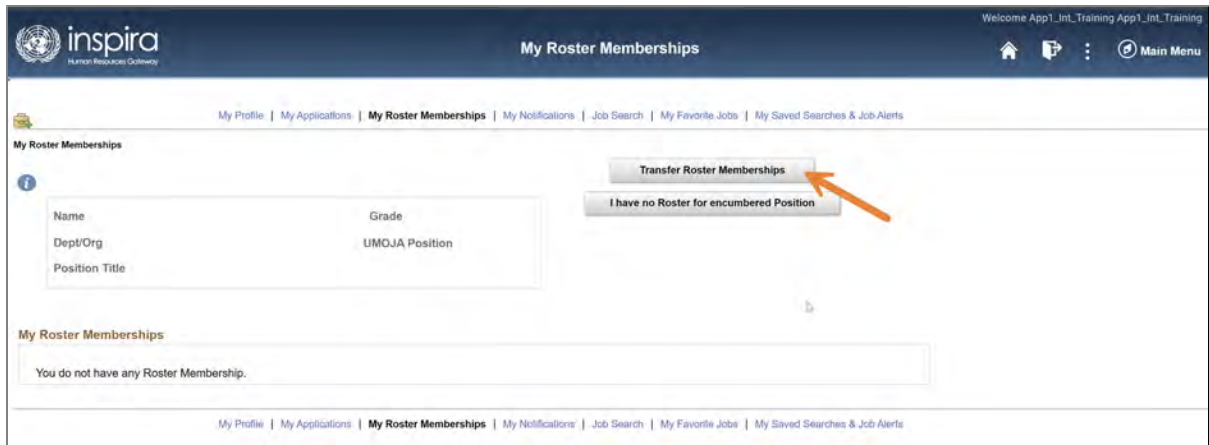 Welcome App1_Int_Training App1_Int_Training
inspira
Human Resources Gateway
My Roster Memberships
Main Menu
My Profile | My Applications | My Roster Memberships | My Notifications | Job Search | My Favorite Jobs | My Saved Searches & Job Alerts
My Roster Memberships
Transfer Roster Memberships
i
I have no Roster for encumbered Position
Name Grade
Dept/Org UMOJA Position
Position Title
My Roster Memberships
You do not have any Roster Membership.
My Profile | My Applications | My Roster Memberships | My Notifications | Job Search | My Favorite Jobs | My Saved Searches & Job Alerts